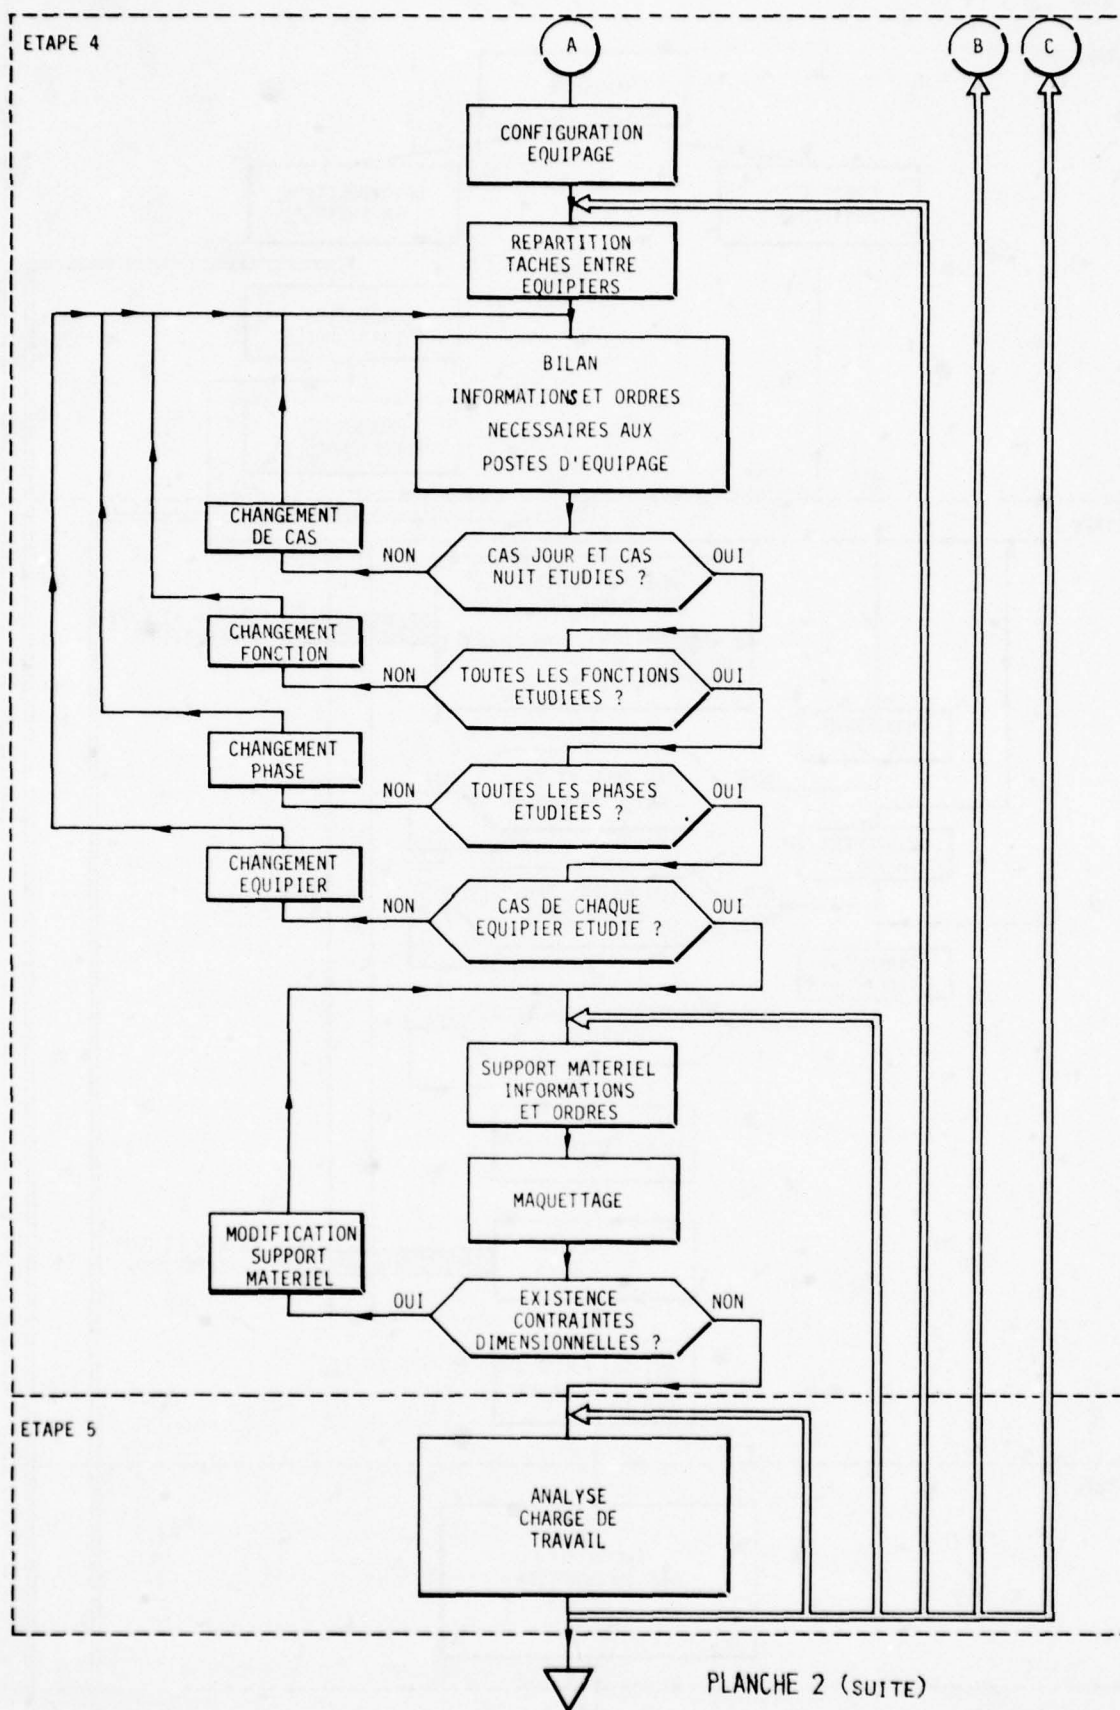 ETAPE 4
A
B
C
CONFIGURATION
EQUIPAGE
REPARTITION
TACHES ENTRE
EQUIPIERS
BILAN
INFORMATIONS ET ORDRES
NECESSAIRES AUX
POSTES D'EQUIPAGE
CHANGEMENT
DE CAS
NON
CAS JOUR ET CAS
NUIT ETUDIES ?
OUI
CHANGEMENT
FONCTION
NON
TOUTES LES FONCTIONS
ETUDIEES ?
OUI
CHANGEMENT
PHASE
NON
TOUTES LES PHASES
ETUDIEES ?
OUI
CHANGEMENT
EQUIPIER
NON
CAS DE CHAQUE
EQUIPIER ETUDIE ?
OUI
SUPPORT MATERIEL
INFORMATIONS
ET ORDRES
MAQUETTAGE
MODIFICATION
SUPPORT
MATERIEL
OUI
EXISTENCE
CONTRAINTES
DIMENSIONNELLES ?
NON
ETAPE 5
ANALYSE
CHARGE DE
TRAVAIL
PLANCHE 2 (SUITE)